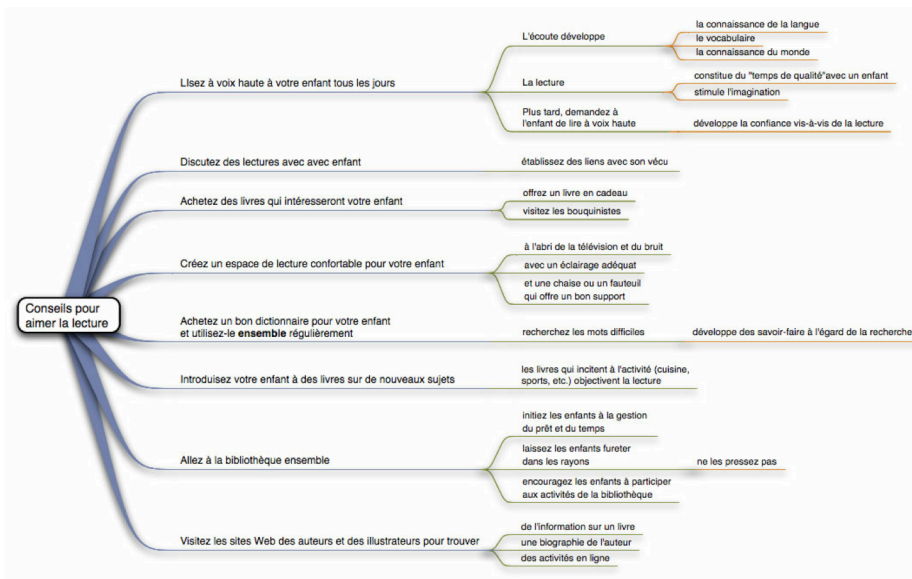 Conseils pour
aimer la lecture
LIsez à voix haute à votre enfant tous les jours
L'écoute développe
la connaissance de la langue
le vocabulaire
la connaissance du monde
La lecture
constitue du "temps de qualité"avec un enfant
stimule l'imagination
Plus tard, demandez à
l'enfant de lire à voix haute
développe la confiance vis-à-vis de la lecture
Discutez des lectures avec avec enfant
établissez des liens avec son vécu
Achetez des livres qui intéresseront votre enfant
offrez un livre en cadeau
visitez les bouquinistes
Créez un espace de lecture confortable pour votre enfant
à l'abri de la télévision et du bruit
avec un éclairage adéquat
et une chaise ou un fauteuil
qui offre un bon support
Achetez un bon dictionnaire pour votre enfant
et utilisez-le ensemble régulièrement
recherchez les mots difficiles
développe des savoir-faire à l'égard de la recherche
Introduisez votre enfant à des livres sur de nouveaux sujets
les livres qui incitent à l'activité (cuisine,
sports, etc.) objectivent la lecture
Allez à la bibliothèque ensemble
initiez les enfants à la gestion
du prêt et du temps
laissez les enfants fureter
dans les rayons
ne les pressez pas
encouragez les enfants à participer
aux activités de la bibliothèque
Visitez les sites Web des auteurs et des illustrateurs pour trouver
de l'information sur un livre
une biographie de l'auteur
des activités en ligne